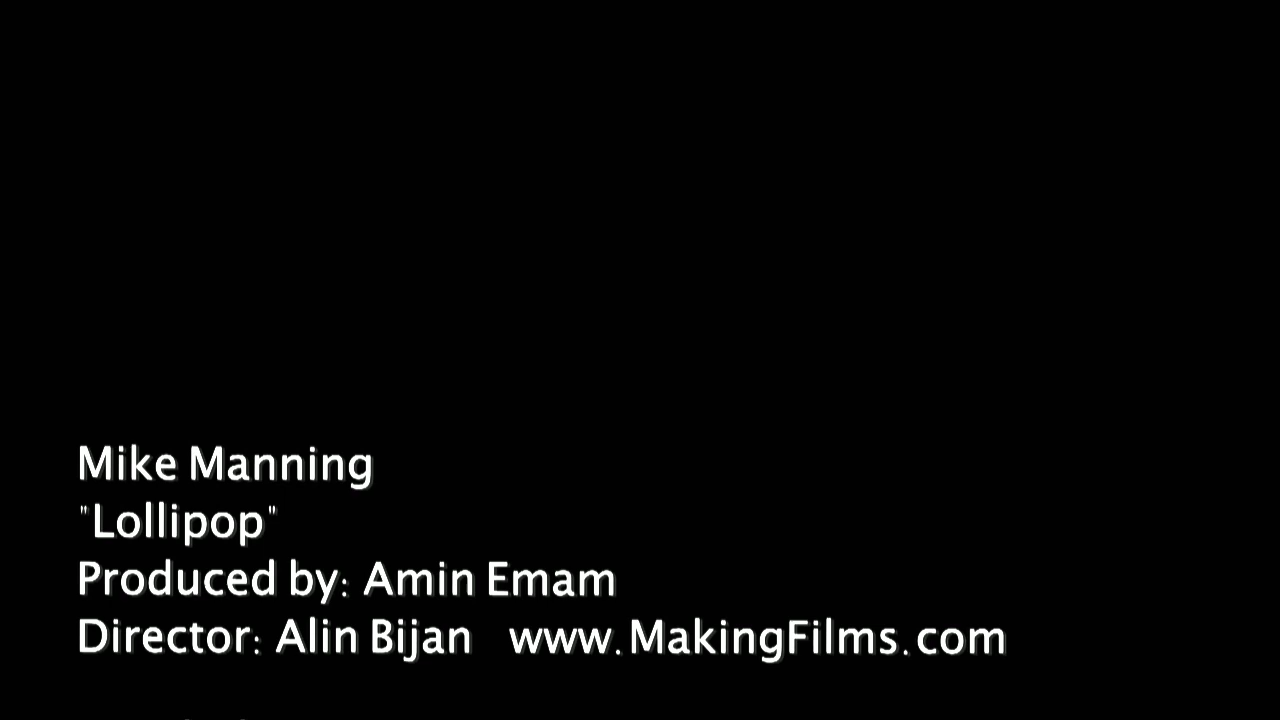 Mike Manning
"Lollipop"
Produced by: Amin Emam
Director: Alin Bijan www.MakingFilms.com